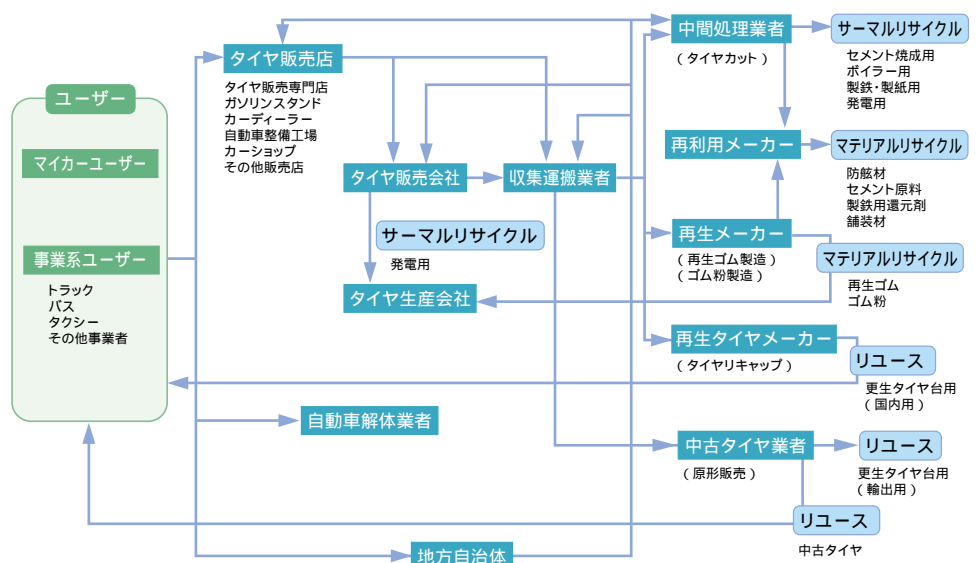 ユーザー
マイカーユーザー
事業系ユーザー
トラック
バス
タクシー
その他事業者
タイヤ販売店
タイヤ販売専門店
ガソリンスタンド
カーディーラー
自動車整備工場
カーショップ
その他販売店
タイヤ販売会社
サーマルリサイクル
発電用
タイヤ生産会社
自動車解体業者
地方自治体
収集運搬業者
中間処理業者
(タイヤカット)
サーマルリサイクル
セメント焼成用
ボイラー用
製鉄・製紙用
発電用
再利用メーカー
マテリアルリサイクル
防舷材
セメント原料
製鉄用還元剤
舗装材
再生メーカー
(再生ゴム製造)
(ゴム粉製造)
マテリアルリサイクル
再生ゴム
ゴム粉
再生タイヤメーカー
(タイヤリキャップ)
リユース
更生タイヤ台用
(国内用)
中古タイヤ業者
(原形販売)
リユース
更生タイヤ台用
(輸出用)
リユース
中古タイヤ